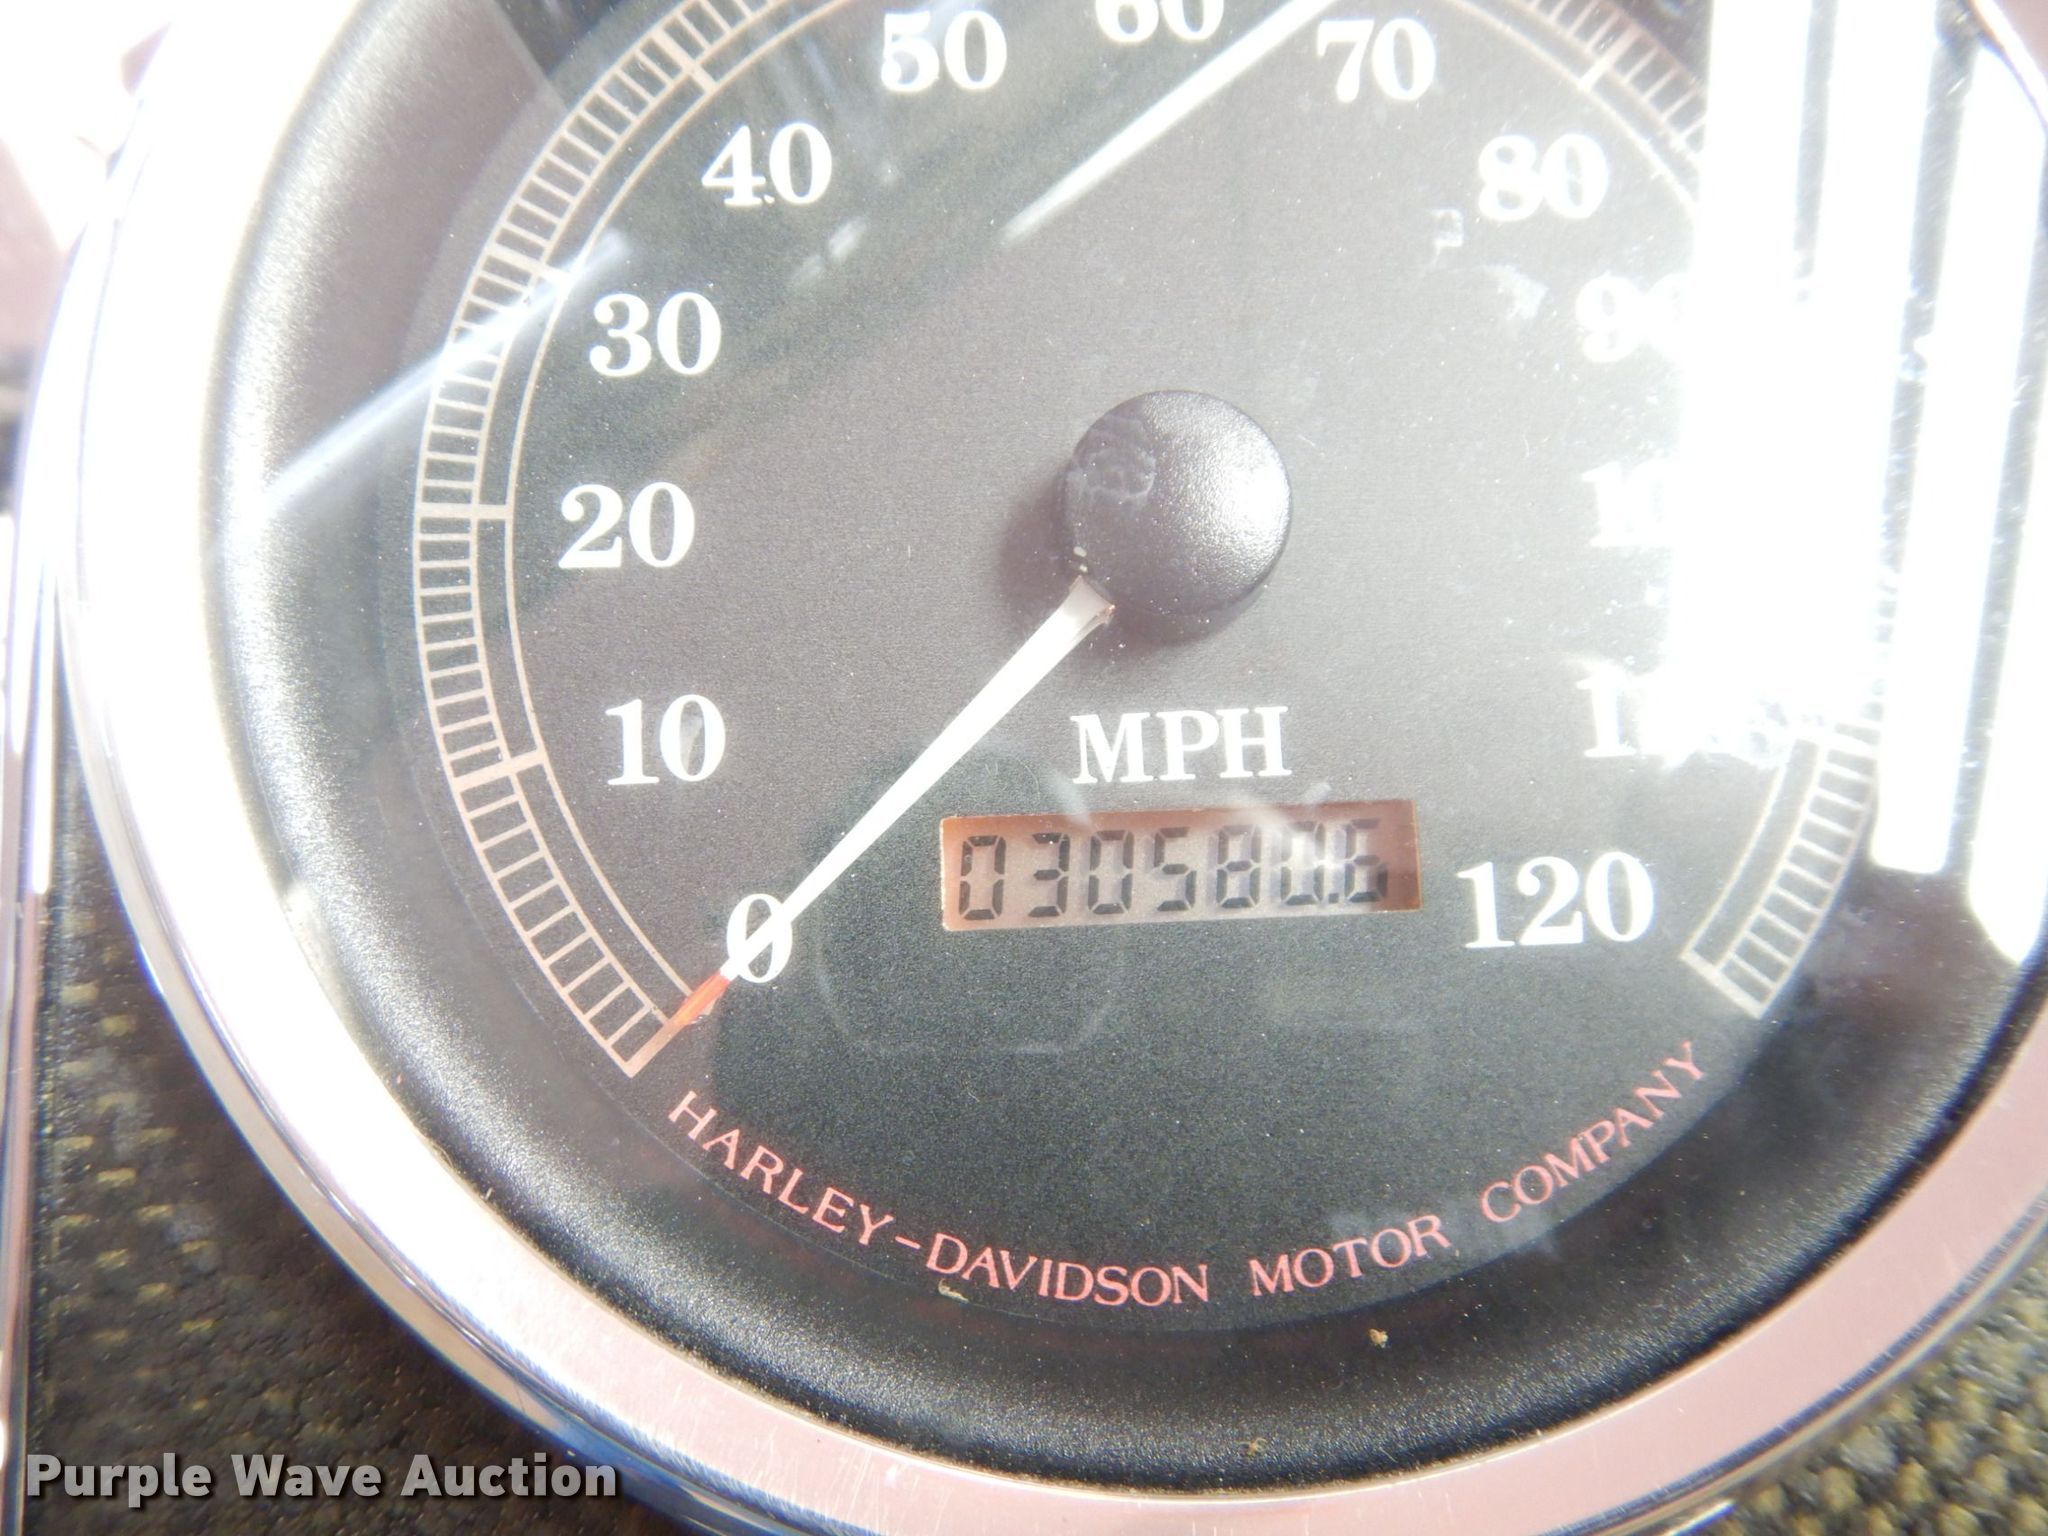 50 60 70
40 80
30
20
10
MPH
030580.6
0 120
HARLEY-DAVIDSON MOTOR COMPANY
Purple Wave Auction